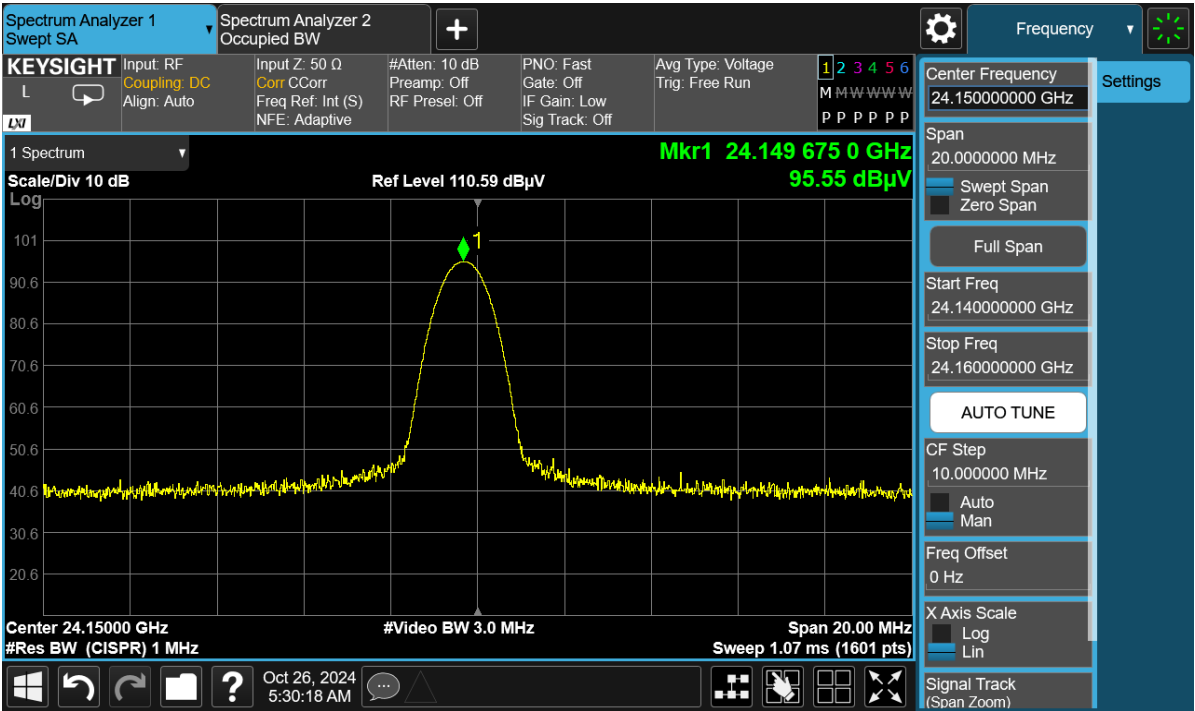 Spectrum Analyzer 1
Swept SA
Spectrum Analyzer 2
Occupied BW
Frequency
KEYSIGHT
L
LXI
Input: RF
Coupling: DC
Align: Auto
Input Z: 50 Ω
Corr CCorr
Freq Ref: Int (S)
NFE: Adaptive
#Atten: 10 dB
Preamp: Off
RF Presel: Off
PNO: Fast
Gate: Off
IF Gain: Low
Sig Track: Off
Avg Type: Voltage
Trig: Free Run
1 2 3 4 5 6
M W W W W W
P P P P P P
1 Spectrum
Scale/Div 10 dB
Log
Ref Level 110.59 dBµV
Mkr1 24.149 675 0 GHz
95.55 dBµV
1
101
90.6
80.6
70.6
60.6
50.6
40.6
30.6
20.6
Center 24.15000 GHz
#Res BW (CISPR) 1 MHz
#Video BW 3.0 MHz
Span 20.00 MHz
Sweep 1.07 ms (1601 pts)
?
Oct 26, 2024
5:30:18 AM
Center Frequency
24.150000000 GHz
Span
20.0000000 MHz
Swept Span
Zero Span
Full Span
Start Freq
24.140000000 GHz
Stop Freq
24.160000000 GHz
AUTO TUNE
CF Step
10.000000 MHz
Auto
Man
Freq Offset
0 Hz
X Axis Scale
Log
Lin
Signal Track
(Span Zoom)
Settings